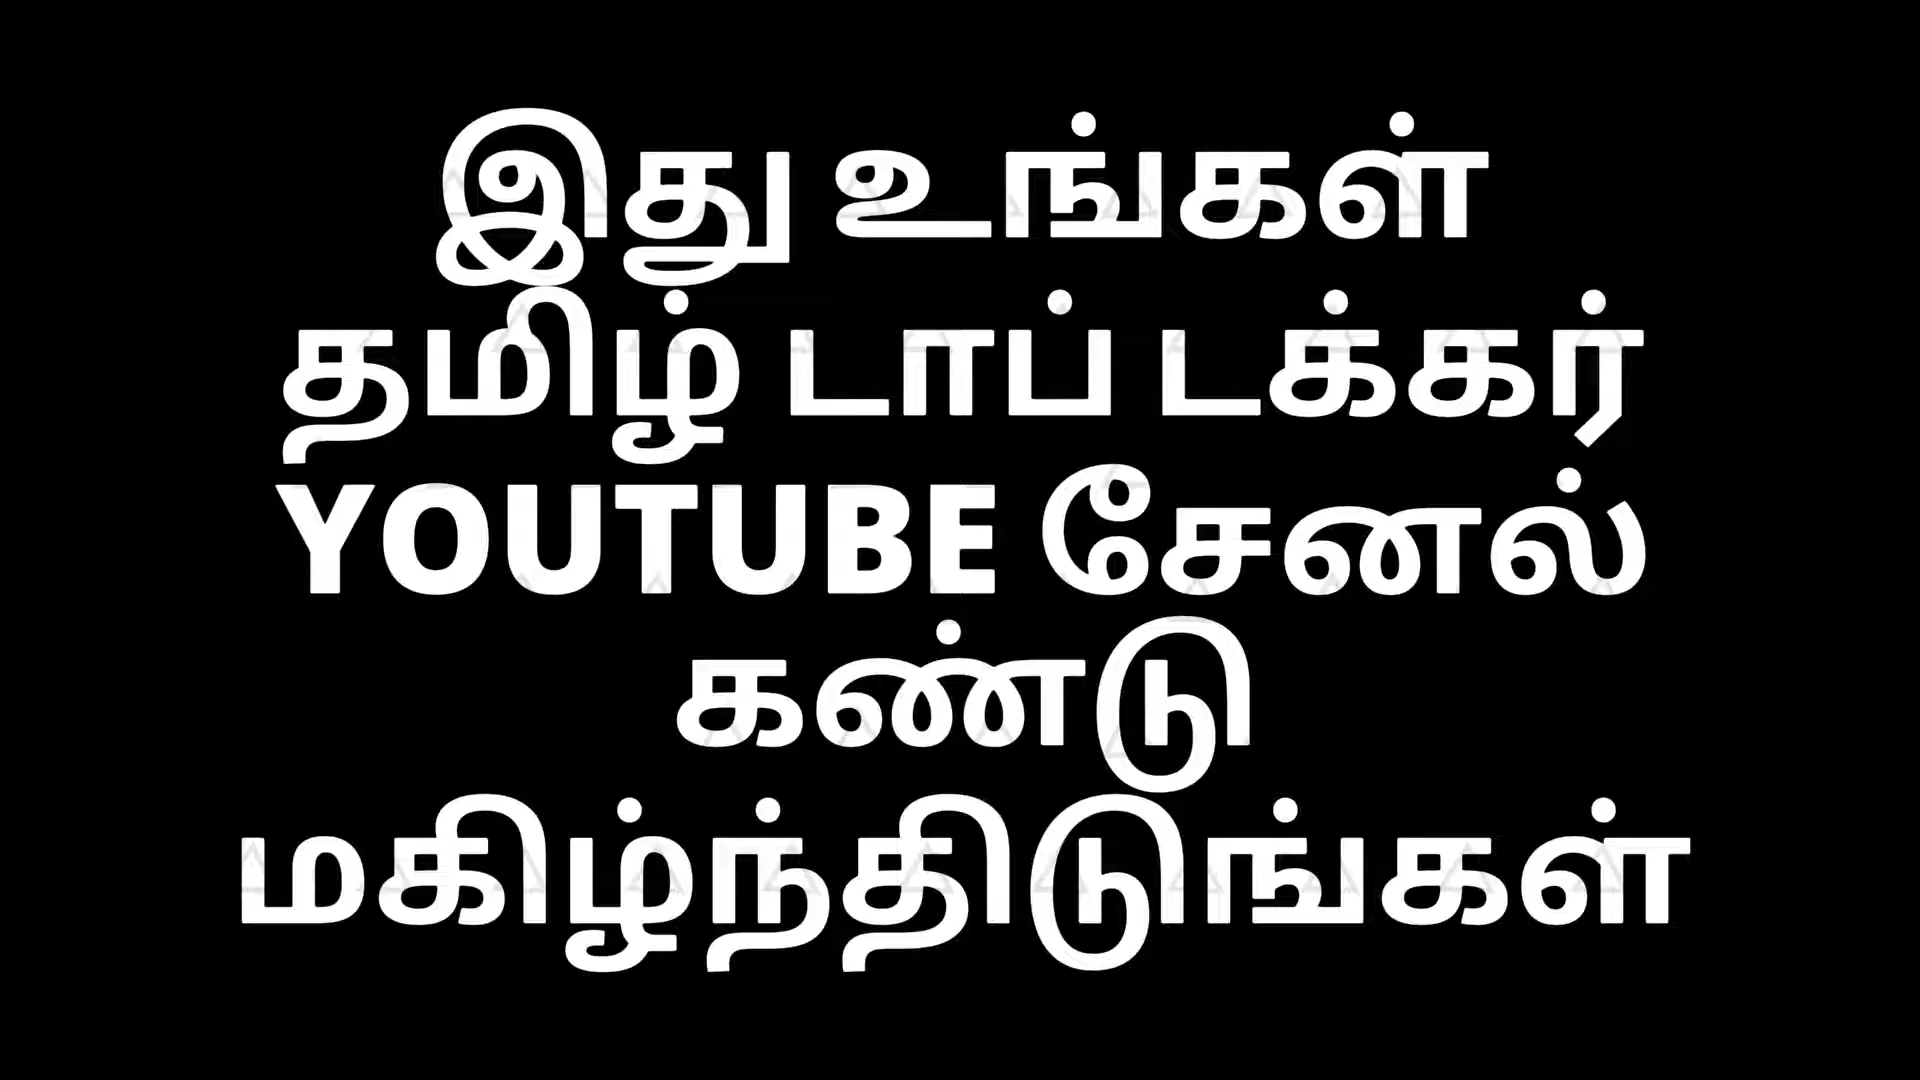 இது உங்கள்
தமிழ் டாப் டக்கர்
YOUTUBE சேனல்
கண்டு
மகிழ்ந்திடுங்கள்